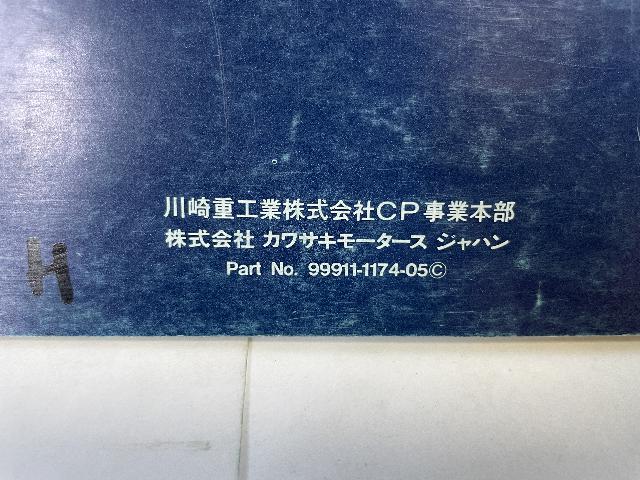 川崎重工業株式会社CP事業本部
株式会社 カワサキモータース ジャパン
Part No. 99911-1174-05©
H